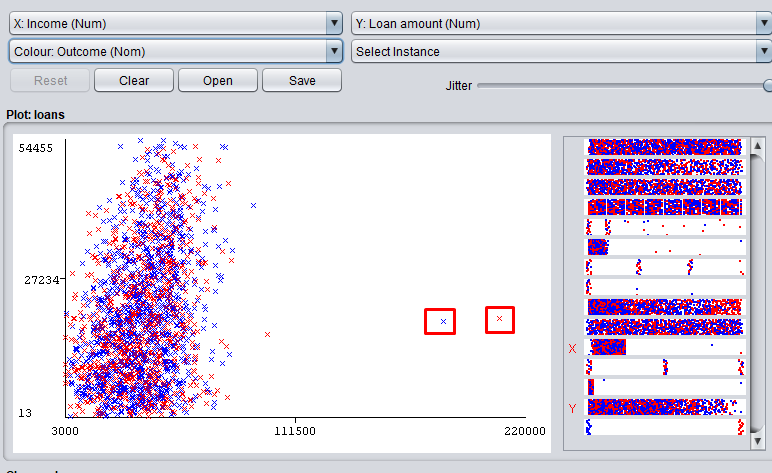 X: Income (Num)
Y: Loan amount (Num)
Colour: Outcome (Nom)
Select Instance
Reset
Clear
Open
Save
Jitter
Plot: loans
54455
27234
13
3000
111500
220000
X
Y